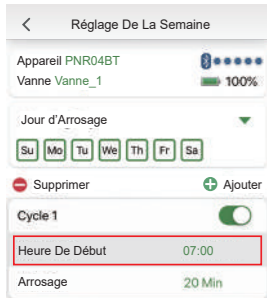 Réglage De La Semaine
Appareil PNR04BT
Vanne Vanne_1
100%
Jour d'Arrosage
Su Mo Tu We Th Fr Sa
Supprimer Ajouter
Cycle 1
Heure De Début 07:00
Arrosage 20 Min